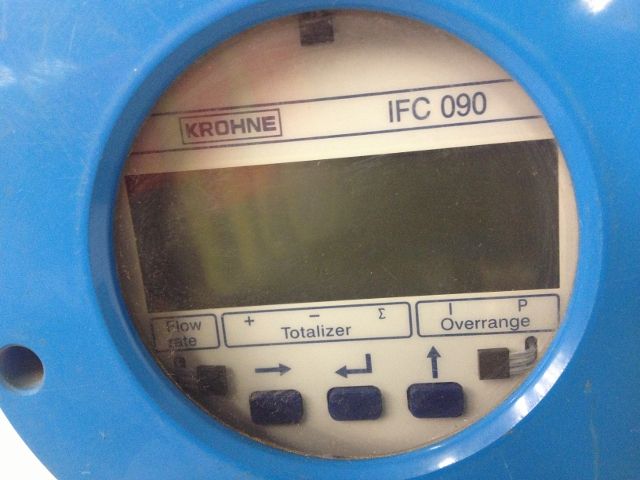 KROHNE IFC 090
Flow rate + − Σ Totalizer I P Overrange
→ ↵ ↑